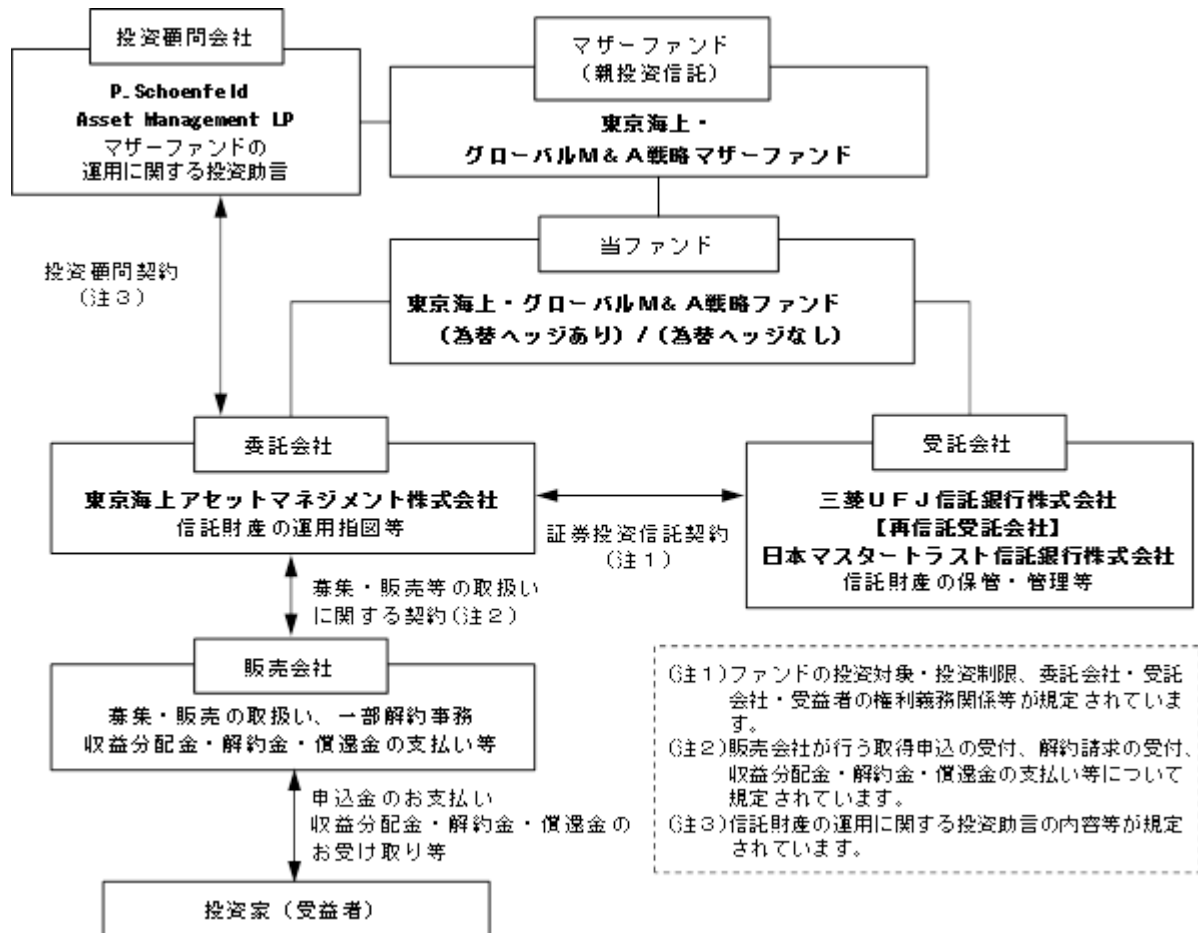 投資顧問会社
P.Schoenfeld
Asset Management LP
マザーファンドの
運用に関する投資助言
マザーファンド
（親投資信託）
東京海上・
グローバルＭ＆Ａ戦略マザーファンド
当ファンド
東京海上・グローバルＭ＆Ａ戦略ファンド
（為替ヘッジあり）／（為替ヘッジなし）
投資顧問契約
（注３）
委託会社
東京海上アセットマネジメント株式会社
信託財産の運用指図等
証券投資信託契約
（注１）
受託会社
三菱ＵＦＪ信託銀行株式会社
【再信託受託会社】
日本マスタートラスト信託銀行株式会社
信託財産の保管・管理等
募集・販売等の取扱い
に関する契約（注２）
販売会社
募集・販売の取扱い、一部解約事務
収益分配金・解約金・償還金の支払い等
申込金のお支払い
収益分配金・解約金・償還金の
お受け取り等
投資家（受益者）
（注１）ファンドの投資対象・投資制限、委託会社・受託
会社・受益者の権利義務関係等が規定されていま
す。
（注２）販売会社が行う取得申込の受付、解約請求の受付、
収益分配金・解約金・償還金の支払い等について
規定されています。
（注３）信託財産の運用に関する投資助言の内容等が規定
されています。